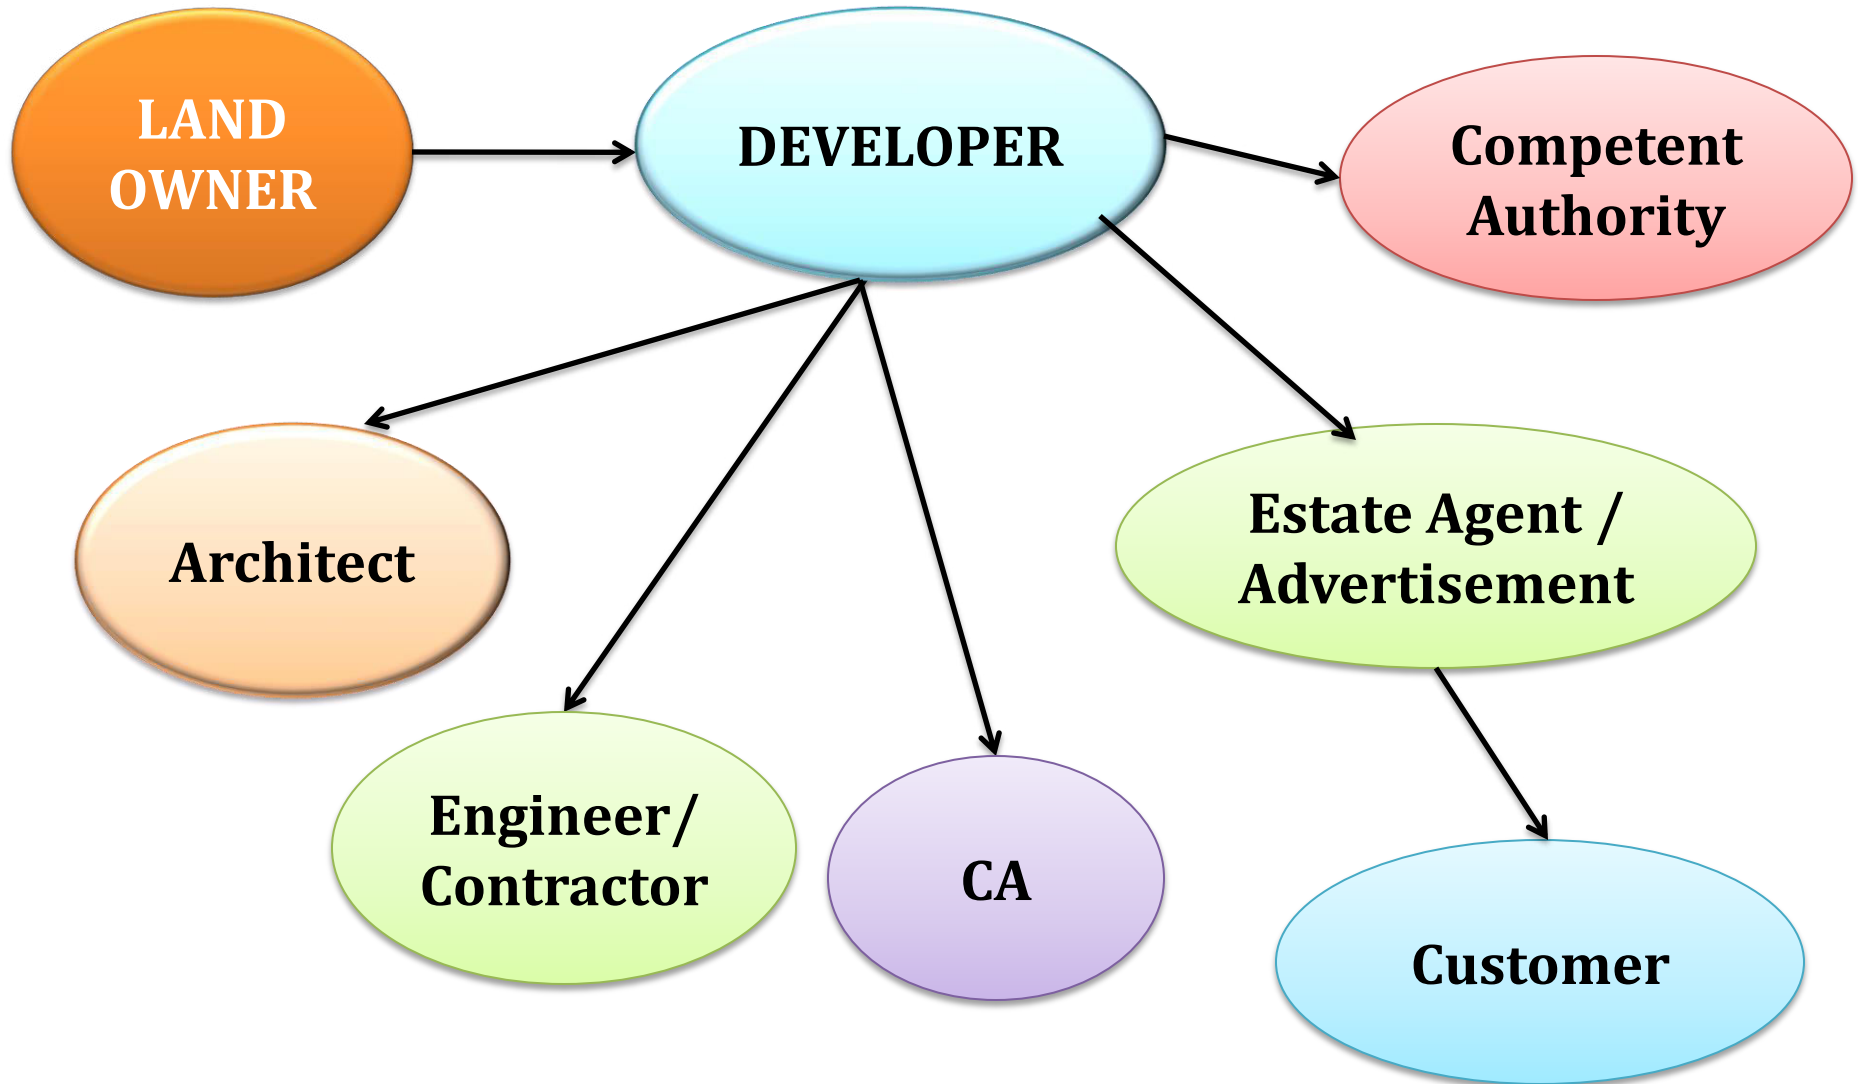 LAND
OWNER
DEVELOPER
Competent
Authority
Architect
Estate Agent /
Advertisement
Engineer/
Contractor
CA
Customer